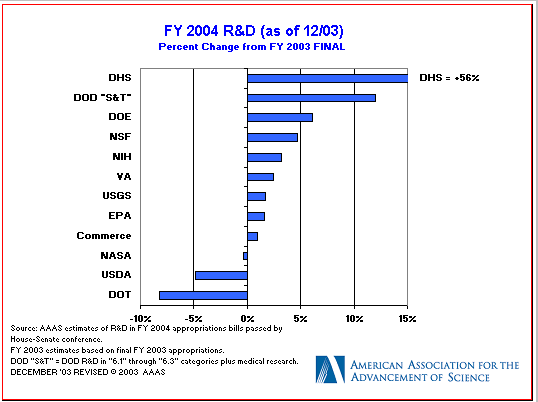 FY 2004 R&D (as of 12/03)
Percent Change from FY 2003 FINAL
DHS
DHS = +56%
DOD "S&T"
DOE
NSF
NIH
VA
USGS
EPA
Commerce
NASA
USDA
DOT
-10% -5% 0% 5% 10% 15%
Source: AAAS estimates of R&D in FY 2004 appropriations bills passed by
House-Senate conference.
FY 2003 estimates based on final FY 2003 appropriations.
DOD "S&T" = DOD R&D in "6.1" through "6.3" categories plus medical research.
DECEMBER '03 REVISED © 2003 AAAS
AMERICAN ASSOCIATION FOR THE
ADVANCEMENT OF SCIENCE